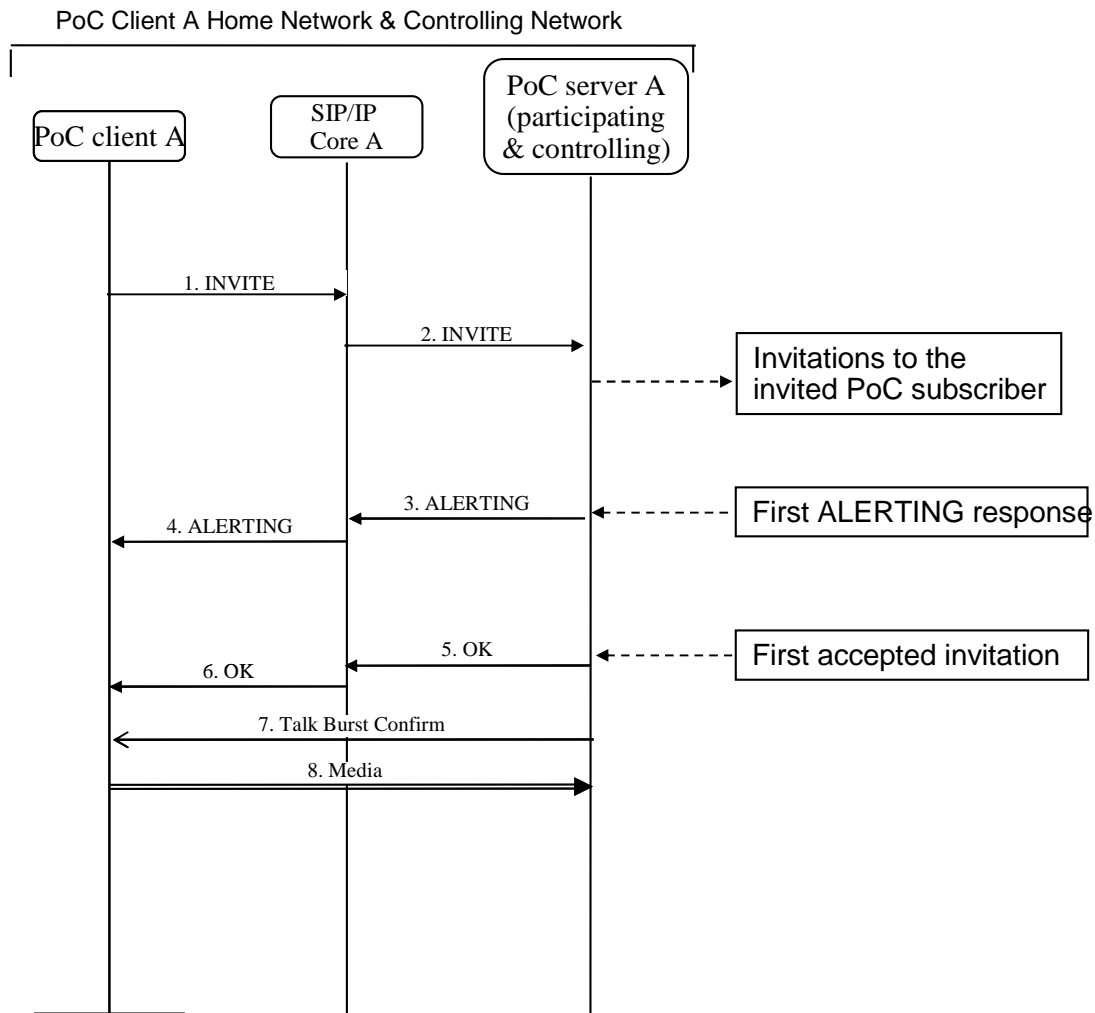 PoC Client A Home Network & Controlling Network
PoC client A
SIP/IP
Core A
PoC server A
(participating
& controlling)
1. INVITE
2. INVITE
Invitations to the
invited PoC subscriber
3. ALERTING
First ALERTING response
4. ALERTING
5. OK
First accepted invitation
6. OK
7. Talk Burst Confirm
8. Media